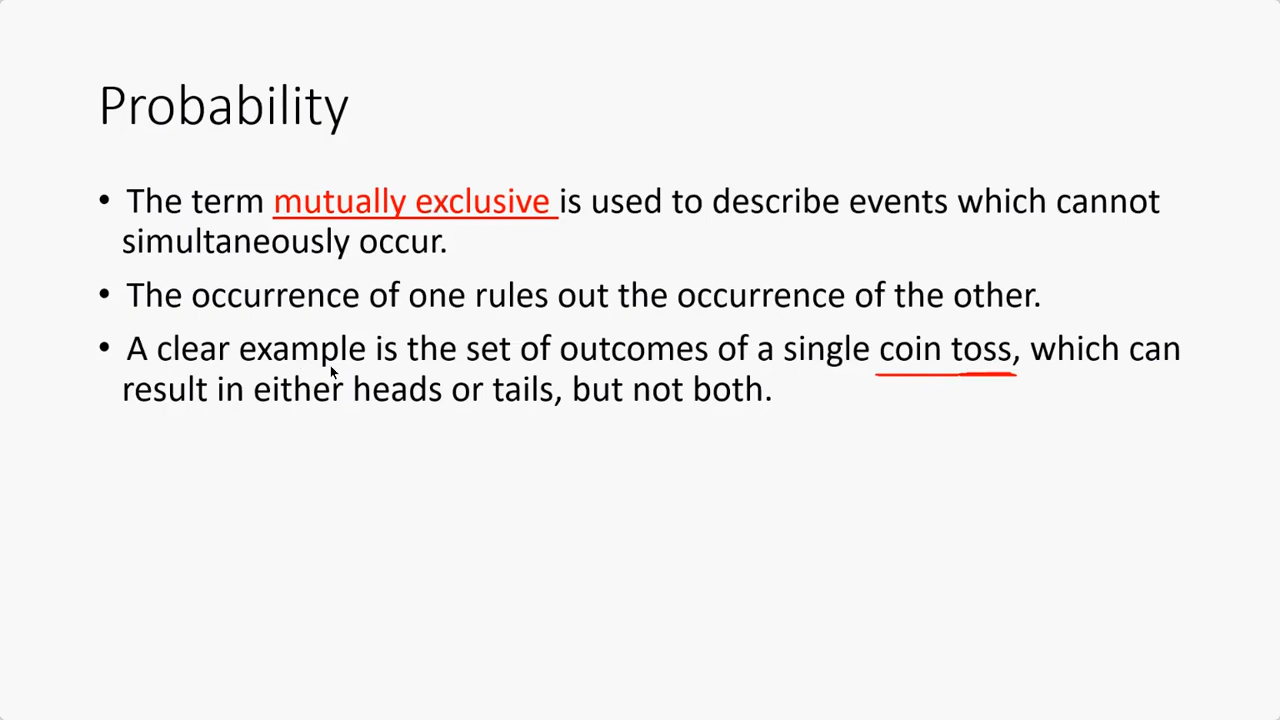 Probability
• The term mutually exclusive is used to describe events which cannot
simultaneously occur.
• The occurrence of one rules out the occurrence of the other.
• A clear example is the set of outcomes of a single coin toss, which can
result in either heads or tails, but not both.